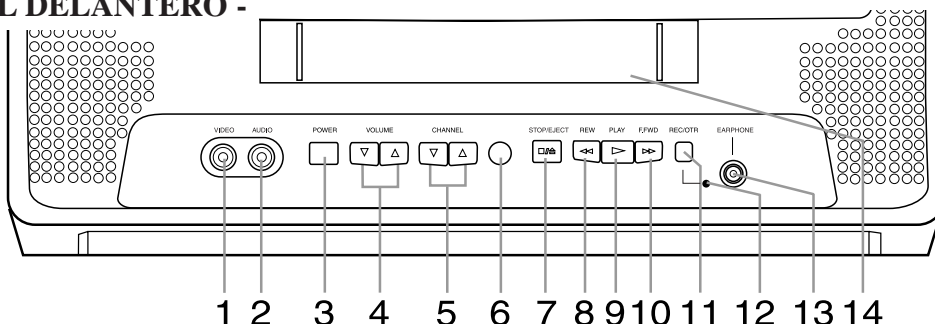 L DELANTERO -
VIDEO AUDIO POWER VOLUME CHANNEL STOP/EJECT REW PLAY F.FWD REC/OTR EARPHONE
1 2 3 4 5 6 7 8 9 10 11 12 13 14